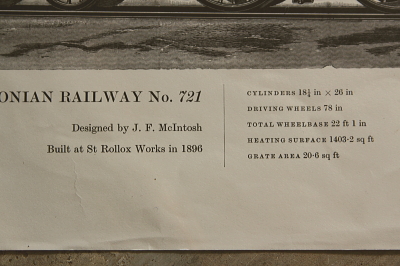 ONIAN RAILWAY No. 721
Designed by J. F. McIntosh
Built at St Rollox Works in 1896
CYLINDERS 18¼ in × 26 in
DRIVING WHEELS 78 in
TOTAL WHEELBASE 22 ft 1 in
HEATING SURFACE 1403·2 sq ft
GRATE AREA 20·6 sq ft